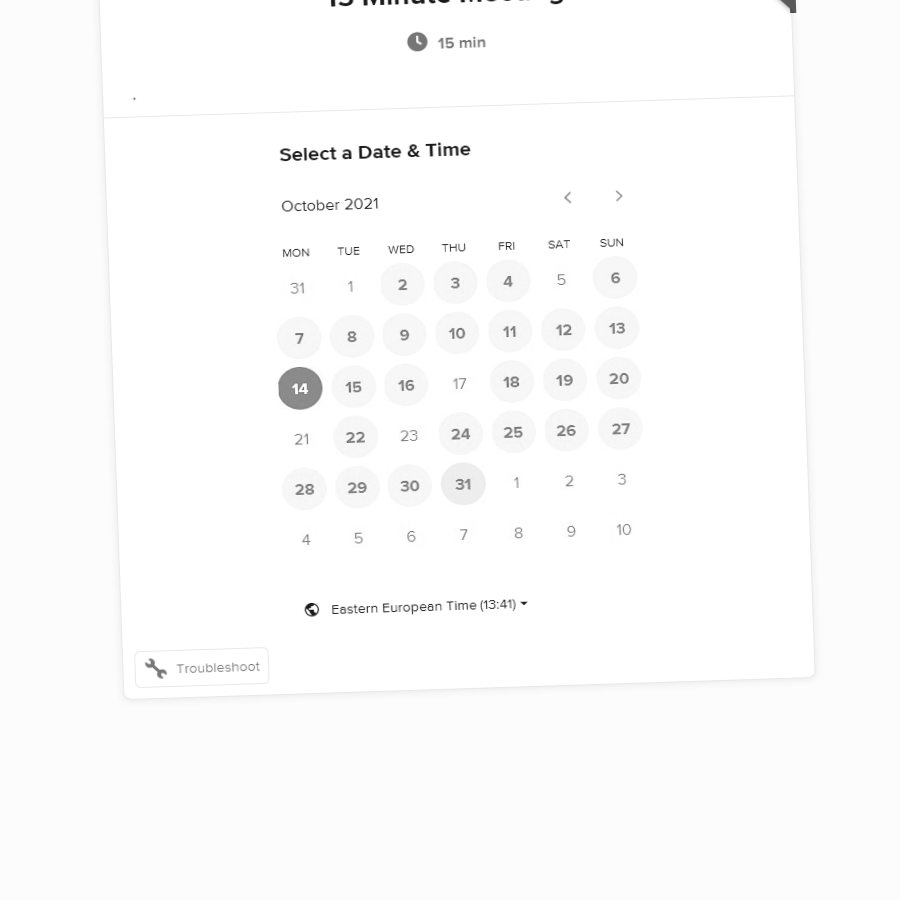 15 min
Select a Date & Time
October 2021
MON TUE WED THU FRI SAT SUN
31 1 2 3 4 5 6
7 8 9 10 11 12 13
14 15 16 17 18 19 20
21 22 23 24 25 26 27
28 29 30 31 1 2 3
4 5 6 7 8 9 10
Eastern European Time (13:41)
Troubleshoot